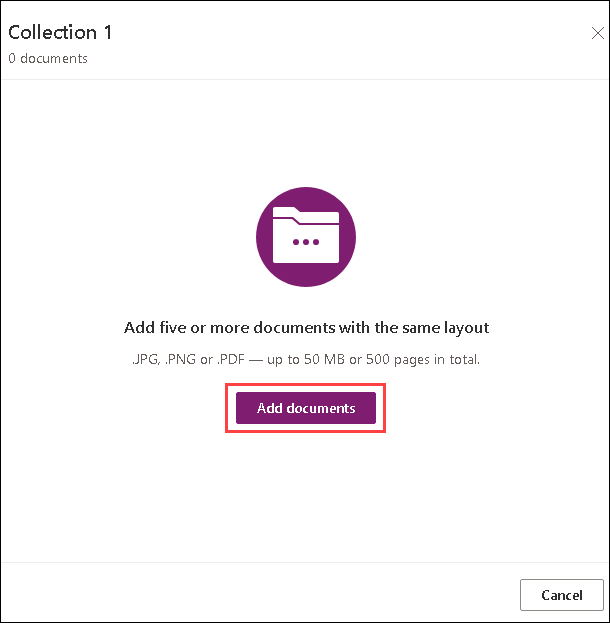 Collection 1
0 documents
Add five or more documents with the same layout
.JPG, .PNG or .PDF — up to 50 MB or 500 pages in total.
Add documents
Cancel